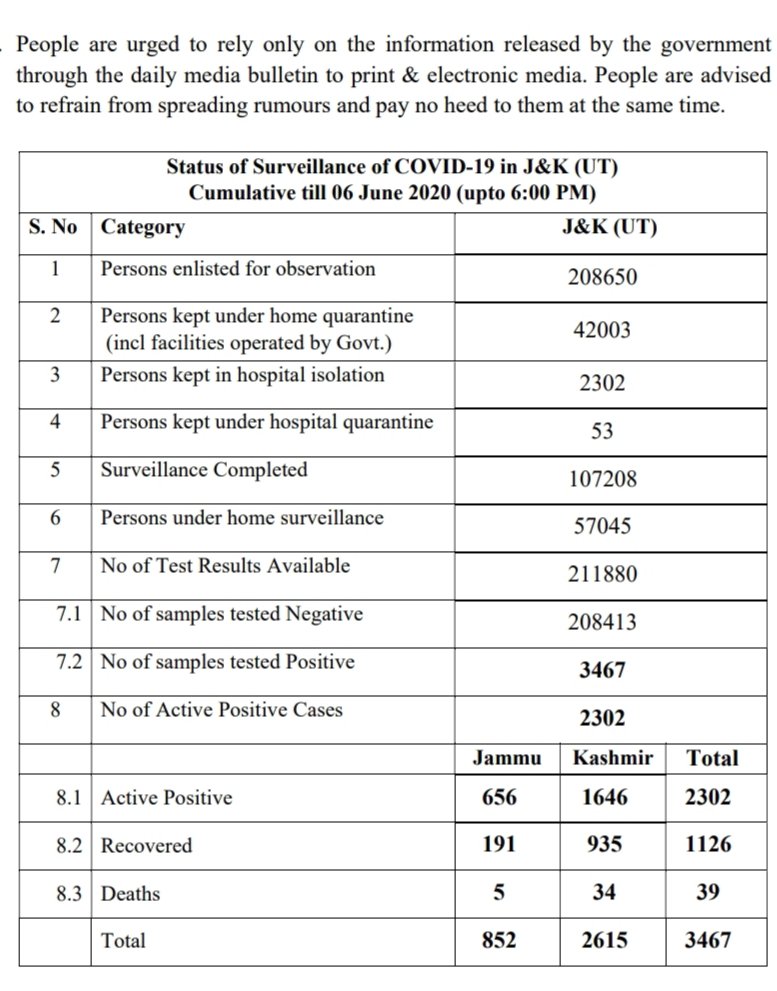 People are urged to rely only on the information released by the government
through the daily media bulletin to print & electronic media. People are advised
to refrain from spreading rumours and pay no heed to them at the same time.
Status of Surveillance of COVID-19 in J&K (UT)
Cumulative till 06 June 2020 (upto 6:00 PM)
S. No Category J&K (UT)
1 Persons enlisted for observation 208650
2 Persons kept under home quarantine
(incl facilities operated by Govt.) 42003
3 Persons kept in hospital isolation 2302
4 Persons kept under hospital quarantine 53
5 Surveillance Completed 107208
6 Persons under home surveillance 57045
7 No of Test Results Available 211880
7.1 No of samples tested Negative 208413
7.2 No of samples tested Positive 3467
8 No of Active Positive Cases 2302
Jammu Kashmir Total
8.1 Active Positive 656 1646 2302
8.2 Recovered 191 935 1126
8.3 Deaths 5 34 39
Total 852 2615 3467